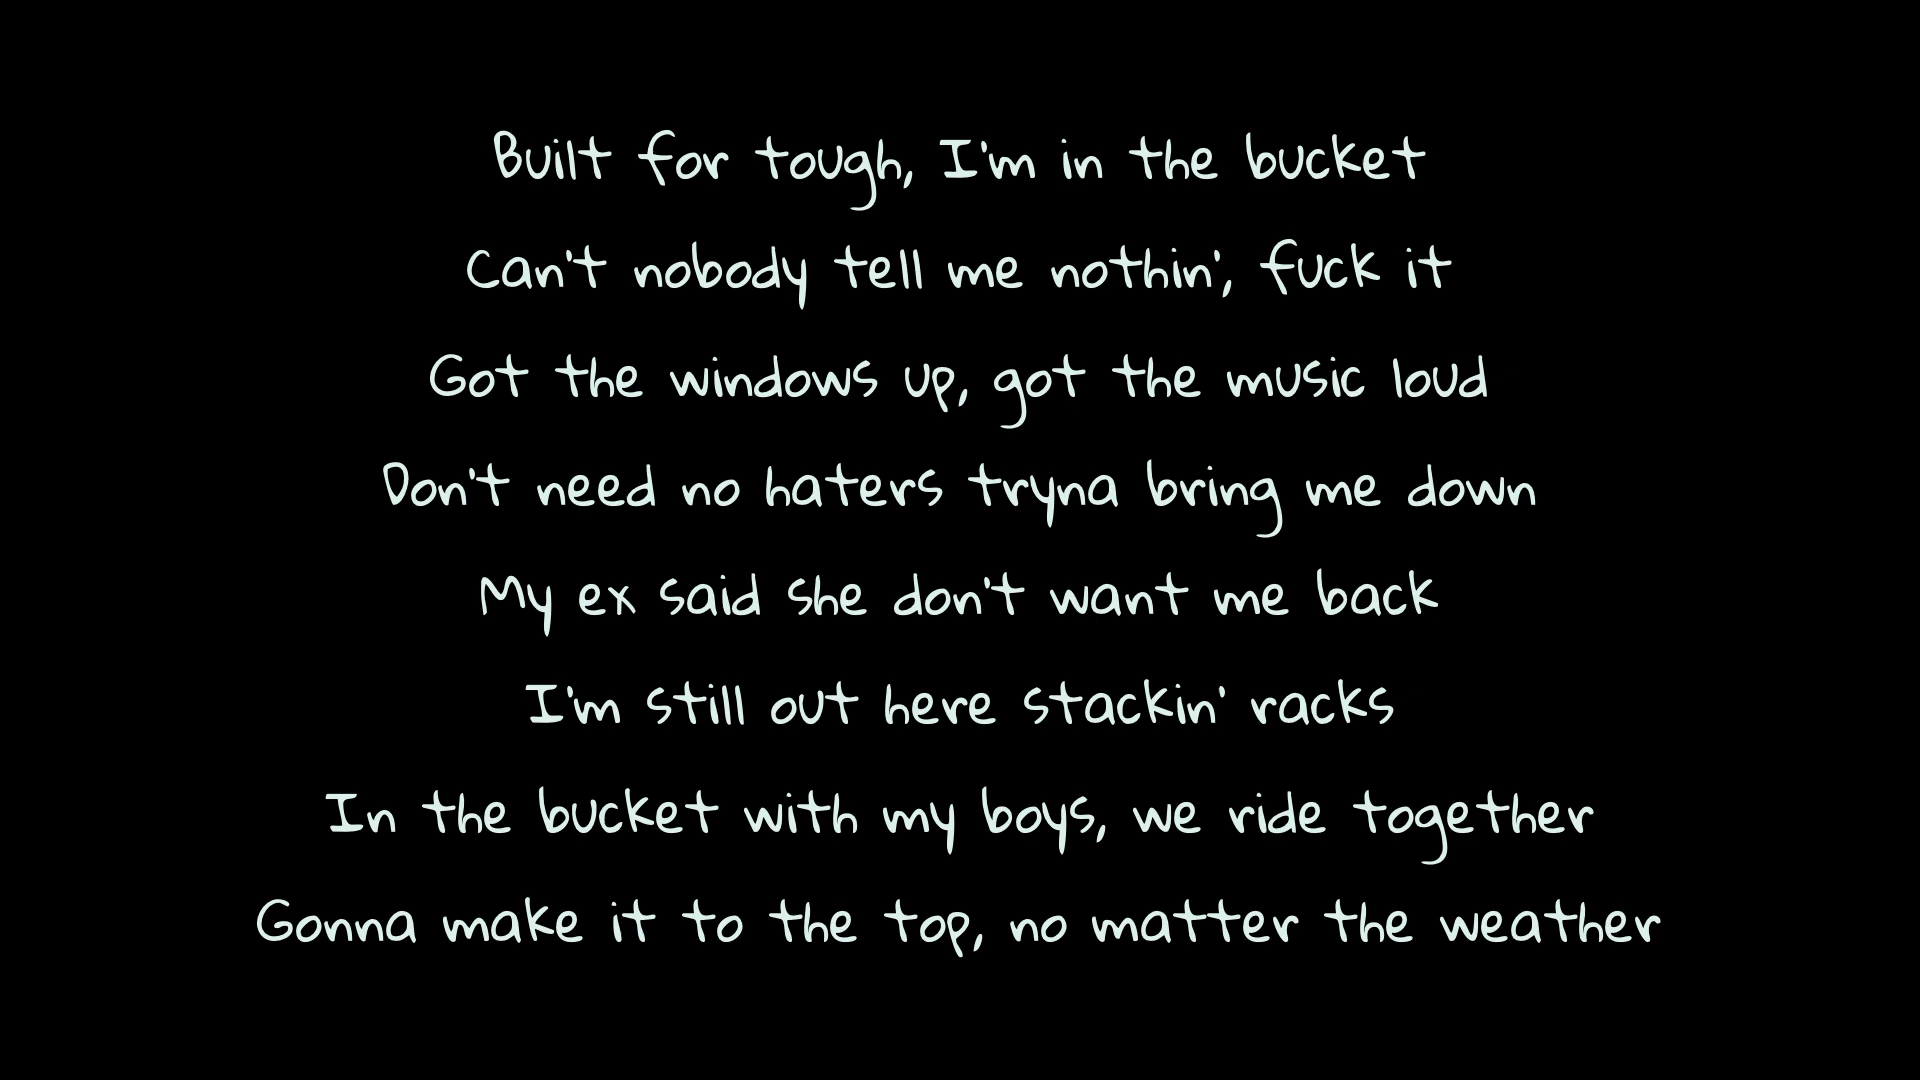 Built for tough, I'm in the bucket
Can't nobody tell me nothin', fuck it
Got the windows up, got the music loud
Don't need no haters tryna bring me down
My ex said she don't want me back
I'm still out here stackin' racks
In the bucket with my boys, we ride together
Gonna make it to the top, no matter the weather